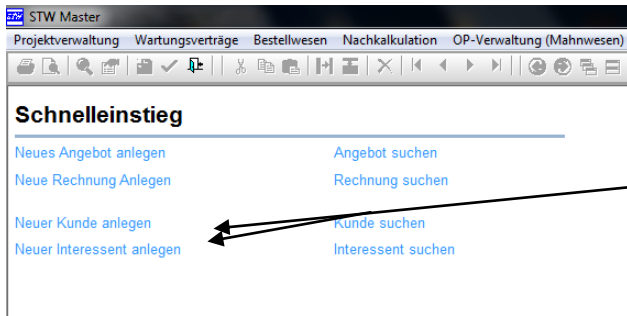 STW Master
Projektverwaltung Wartungsverträge Bestellwesen Nachkalkulation OP-Verwaltung (Mahnwesen)
Schnelleinstieg
Neues Angebot anlegen Angebot suchen
Neue Rechnung Anlegen Rechnung suchen
Neuer Kunde anlegen Kunde suchen
Neuer Interessent anlegen Interessent suchen